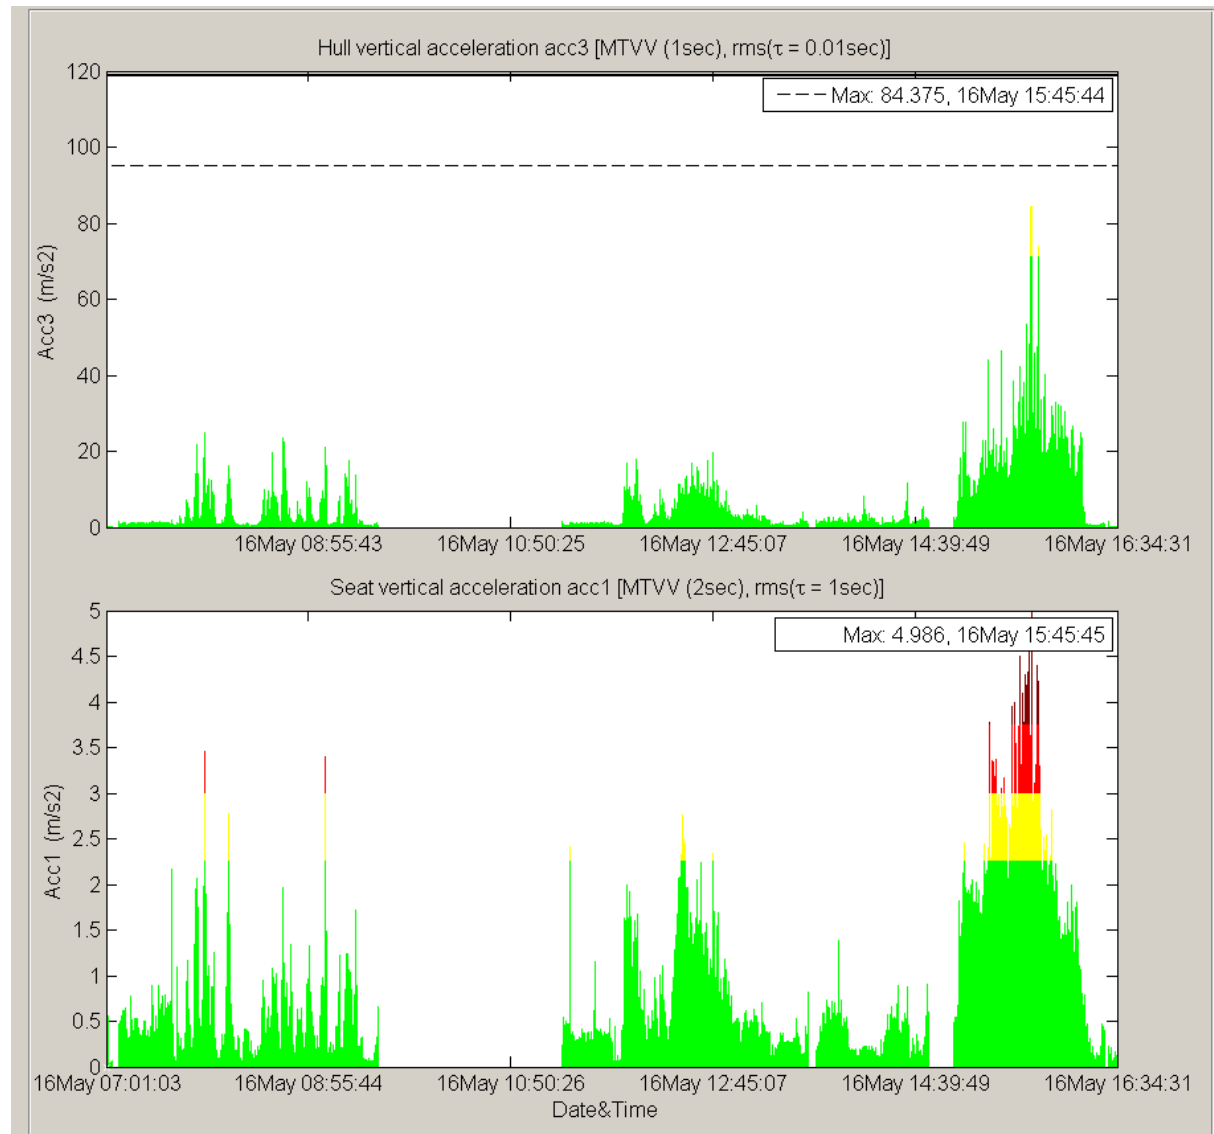 Hull vertical acceleration acc3 [MTVV (1sec), rms(τ = 0.01sec)]
120
Max: 84.375, 16May 15:45:44
100
80
Acc3 (m/s2)
60
40
20
0
16May 08:55:43 16May 10:50:25 16May 12:45:07 16May 14:39:49 16May 16:34:31
Seat vertical acceleration acc1 [MTVV (2sec), rms(τ = 1sec)]
5
Max: 4.986, 16May 15:45:45
4.5
4
3.5
3
Acc1 (m/s2)
2.5
2
1.5
1
0.5
0
16May 07:01:03 16May 08:55:44 16May 10:50:26 16May 12:45:07 16May 14:39:49 16May 16:34:31
Date&Time